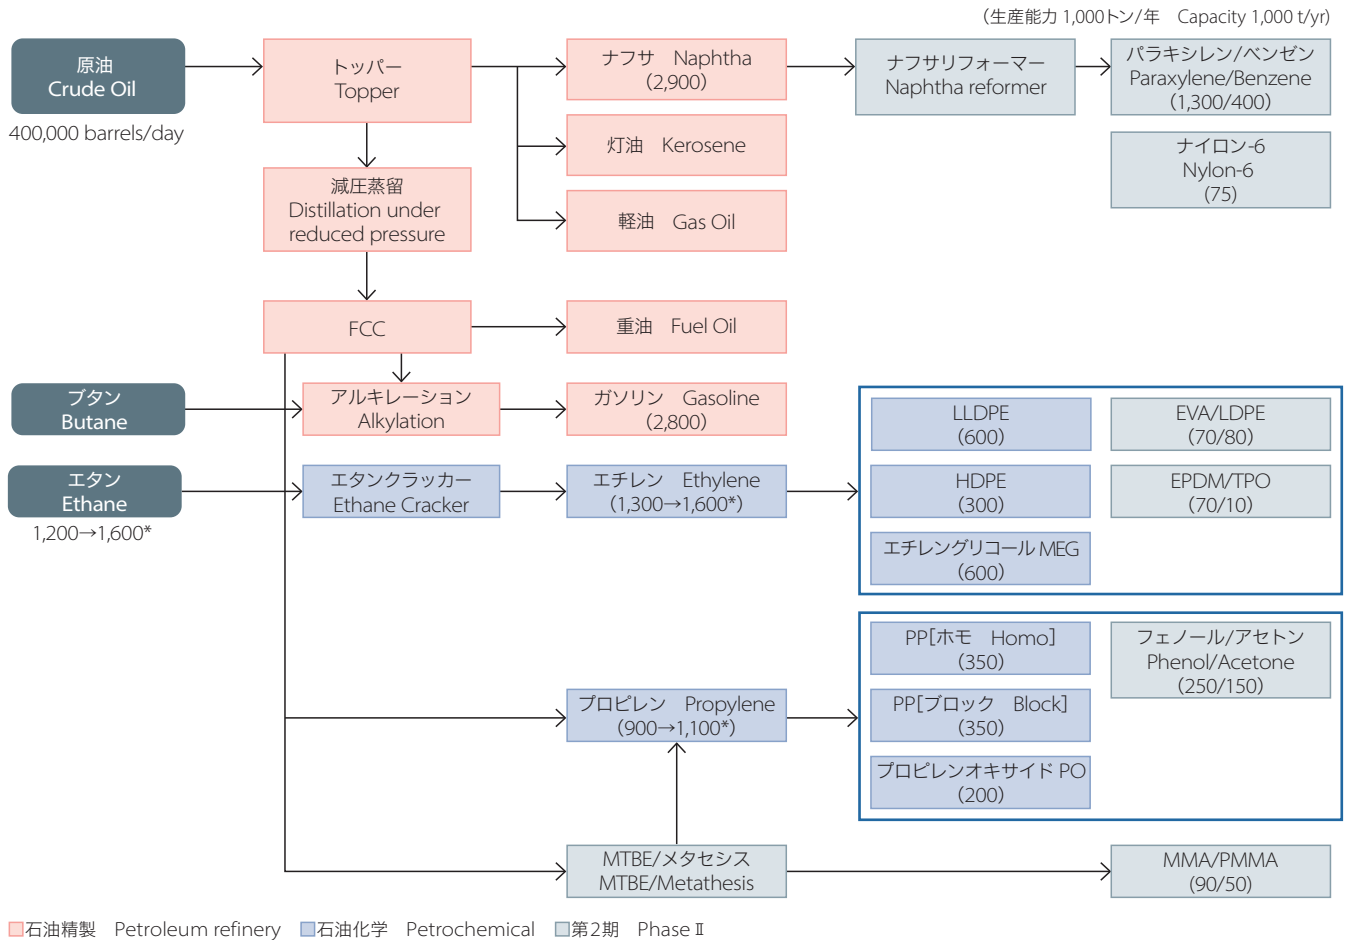 （生産能力 1,000トン/年　Capacity 1,000 t/yr）
原油
Crude Oil
400,000 barrels/day
トッパー
Topper
ナフサ　Naphtha
（2,900）
ナフサリフォーマー
Naphtha reformer
パラキシレン/ベンゼン
Paraxylene/Benzene
（1,300/400）
灯油　Kerosene
ナイロン-6
Nylon-6
（75）
減圧蒸留
Distillation under
reduced pressure
軽油　Gas Oil
FCC
重油　Fuel Oil
ブタン
Butane
アルキレーション
Alkylation
ガソリン　Gasoline
（2,800）
LLDPE
（600）
EVA/LDPE
（70/80）
エタン
Ethane
1,200→1,600*
エタンクラッカー
Ethane Cracker
エチレン　Ethylene
（1,300→1,600*）
HDPE
（300）
EPDM/TPO
（70/10）
エチレングリコール MEG
（600）
PP[ホモ　Homo]
（350）
フェノール/アセトン
Phenol/Acetone
（250/150）
プロピレン　Propylene
（900→1,100*）
PP[ブロック　Block]
（350）
プロピレンオキサイド PO
（200）
MTBE/メタセシス
MTBE/Metathesis
MMA/PMMA
（90/50）
石油精製　Petroleum refinery　石油化学　Petrochemical　第2期　Phase Ⅱ